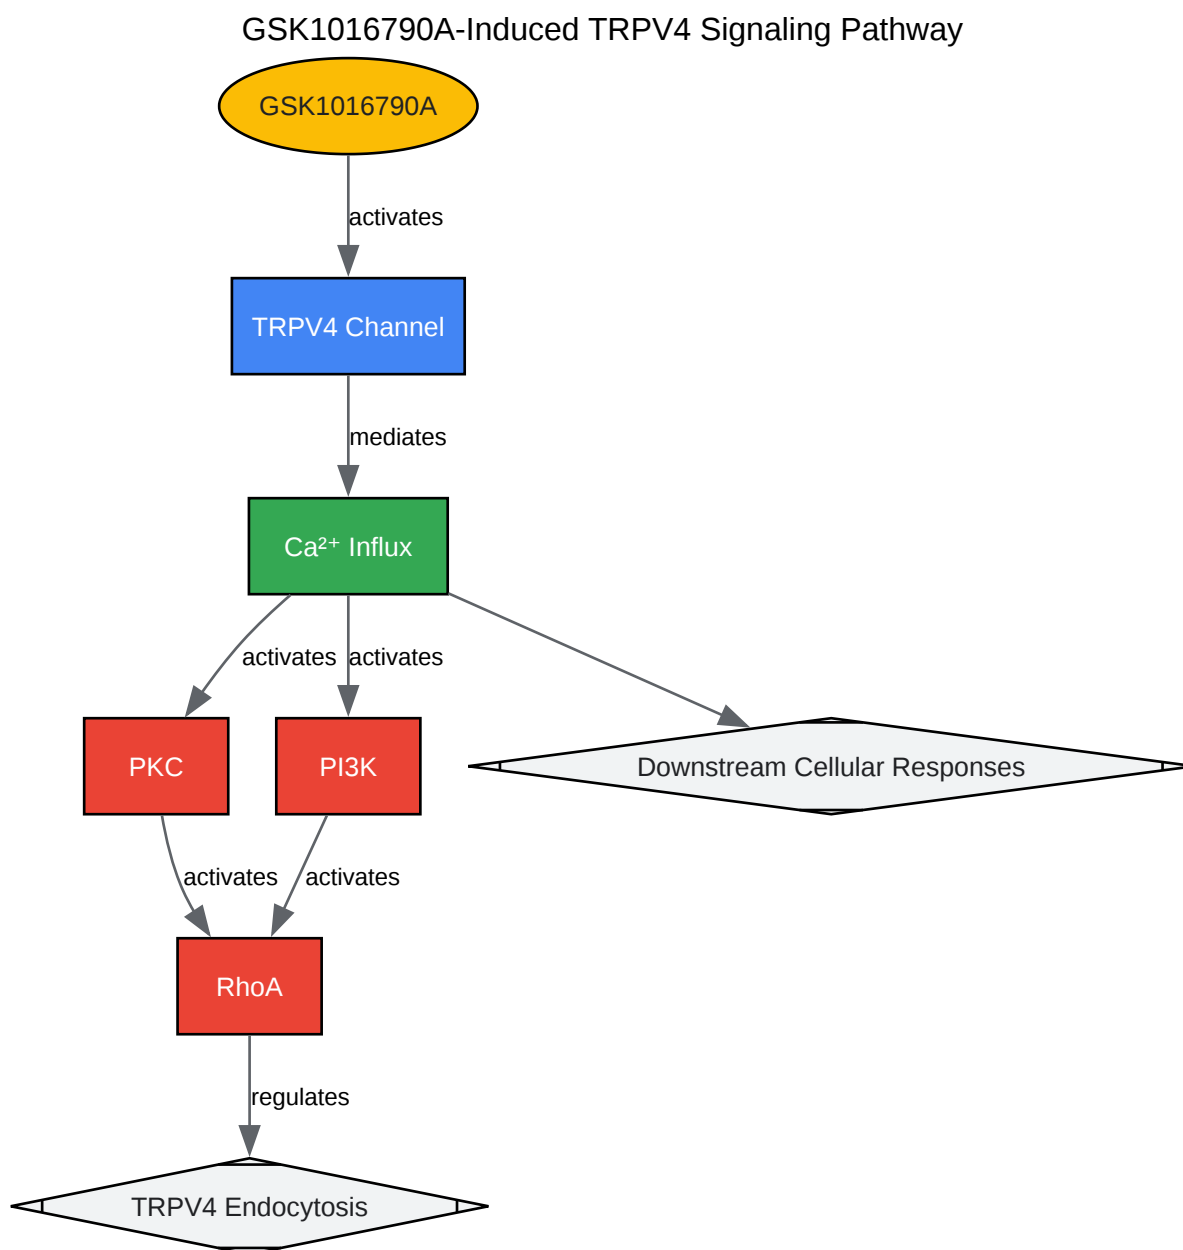 GSK1016790A-Induced TRPV4 Signaling Pathway
GSK1016790A
activates
TRPV4 Channel
mediates
Ca²⁺ Influx
activates
activates
PKC
PI3K
Downstream Cellular Responses
activates
activates
RhoA
regulates
TRPV4 Endocytosis